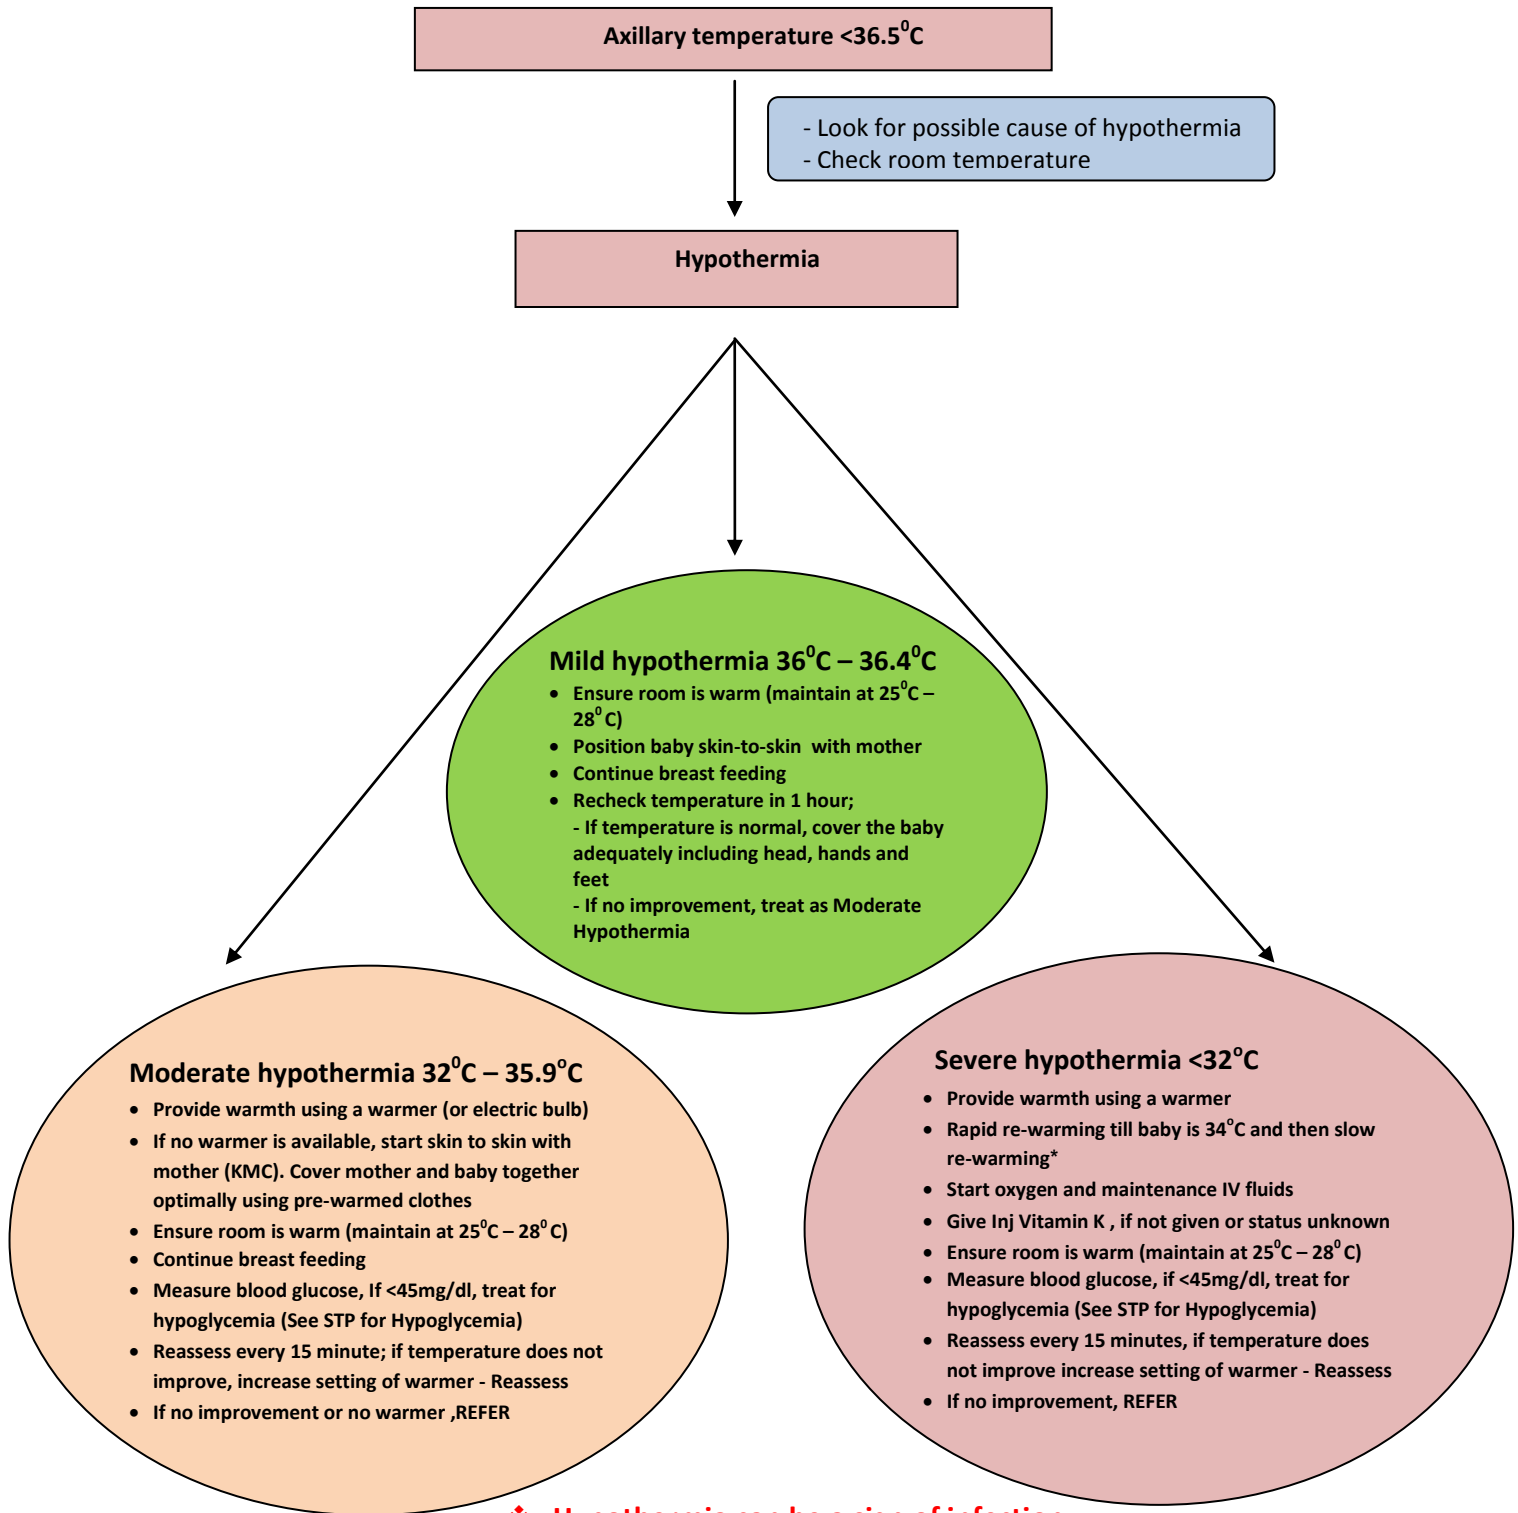 Axillary temperature <36.5⁰C
- Look for possible cause of hypothermia
- Check room temperature
Hypothermia
Mild hypothermia 36⁰C – 36.4⁰C
• Ensure room is warm (maintain at 25⁰C –
28⁰ C)
• Position baby skin-to-skin with mother
• Continue breast feeding
• Recheck temperature in 1 hour;
- If temperature is normal, cover the baby
adequately including head, hands and
feet
- If no improvement, treat as Moderate
Hypothermia
Moderate hypothermia 32⁰C – 35.9°C
• Provide warmth using a warmer (or electric bulb)
• If no warmer is available, start skin to skin with
mother (KMC). Cover mother and baby together
optimally using pre-warmed clothes
• Ensure room is warm (maintain at 25⁰C – 28⁰ C)
• Continue breast feeding
• Measure blood glucose, If <45mg/dl, treat for
hypoglycemia (See STP for Hypoglycemia)
• Reassess every 15 minute; if temperature does not
improve, increase setting of warmer - Reassess
• If no improvement or no warmer ,REFER
Severe hypothermia <32°C
• Provide warmth using a warmer
• Rapid re-warming till baby is 34°C and then slow
re-warming*
• Start oxygen and maintenance IV fluids
• Give Inj Vitamin K , if not given or status unknown
• Ensure room is warm (maintain at 25⁰C – 28⁰ C)
• Measure blood glucose, if <45mg/dl, treat for
hypoglycemia (See STP for Hypoglycemia)
• Reassess every 15 minutes, if temperature does
not improve increase setting of warmer - Reassess
• If no improvement, REFER
Hypothermia can be a sign of infection